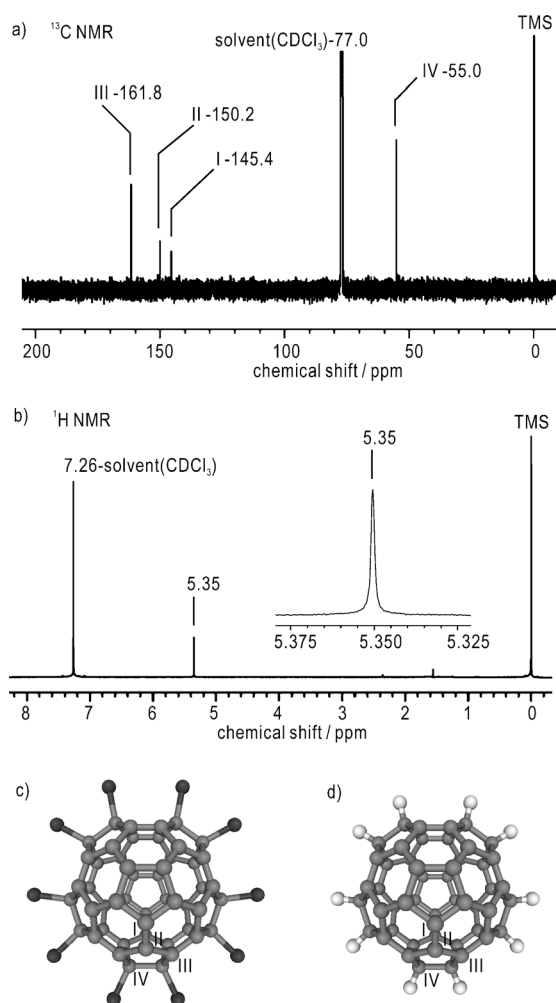 a) ¹³C NMR
solvent(CDCl₃)-77.0
TMS
III -161.8
II -150.2
I -145.4
IV -55.0
200 150 100 50 0
chemical shift / ppm
b) ¹H NMR
TMS
7.26-solvent(CDCl₃)
5.35
5.35
5.375 5.350 5.325
8 7 6 5 4 3 2 1 0
chemical shift / ppm
c) d)
I II III IV
I II III IV